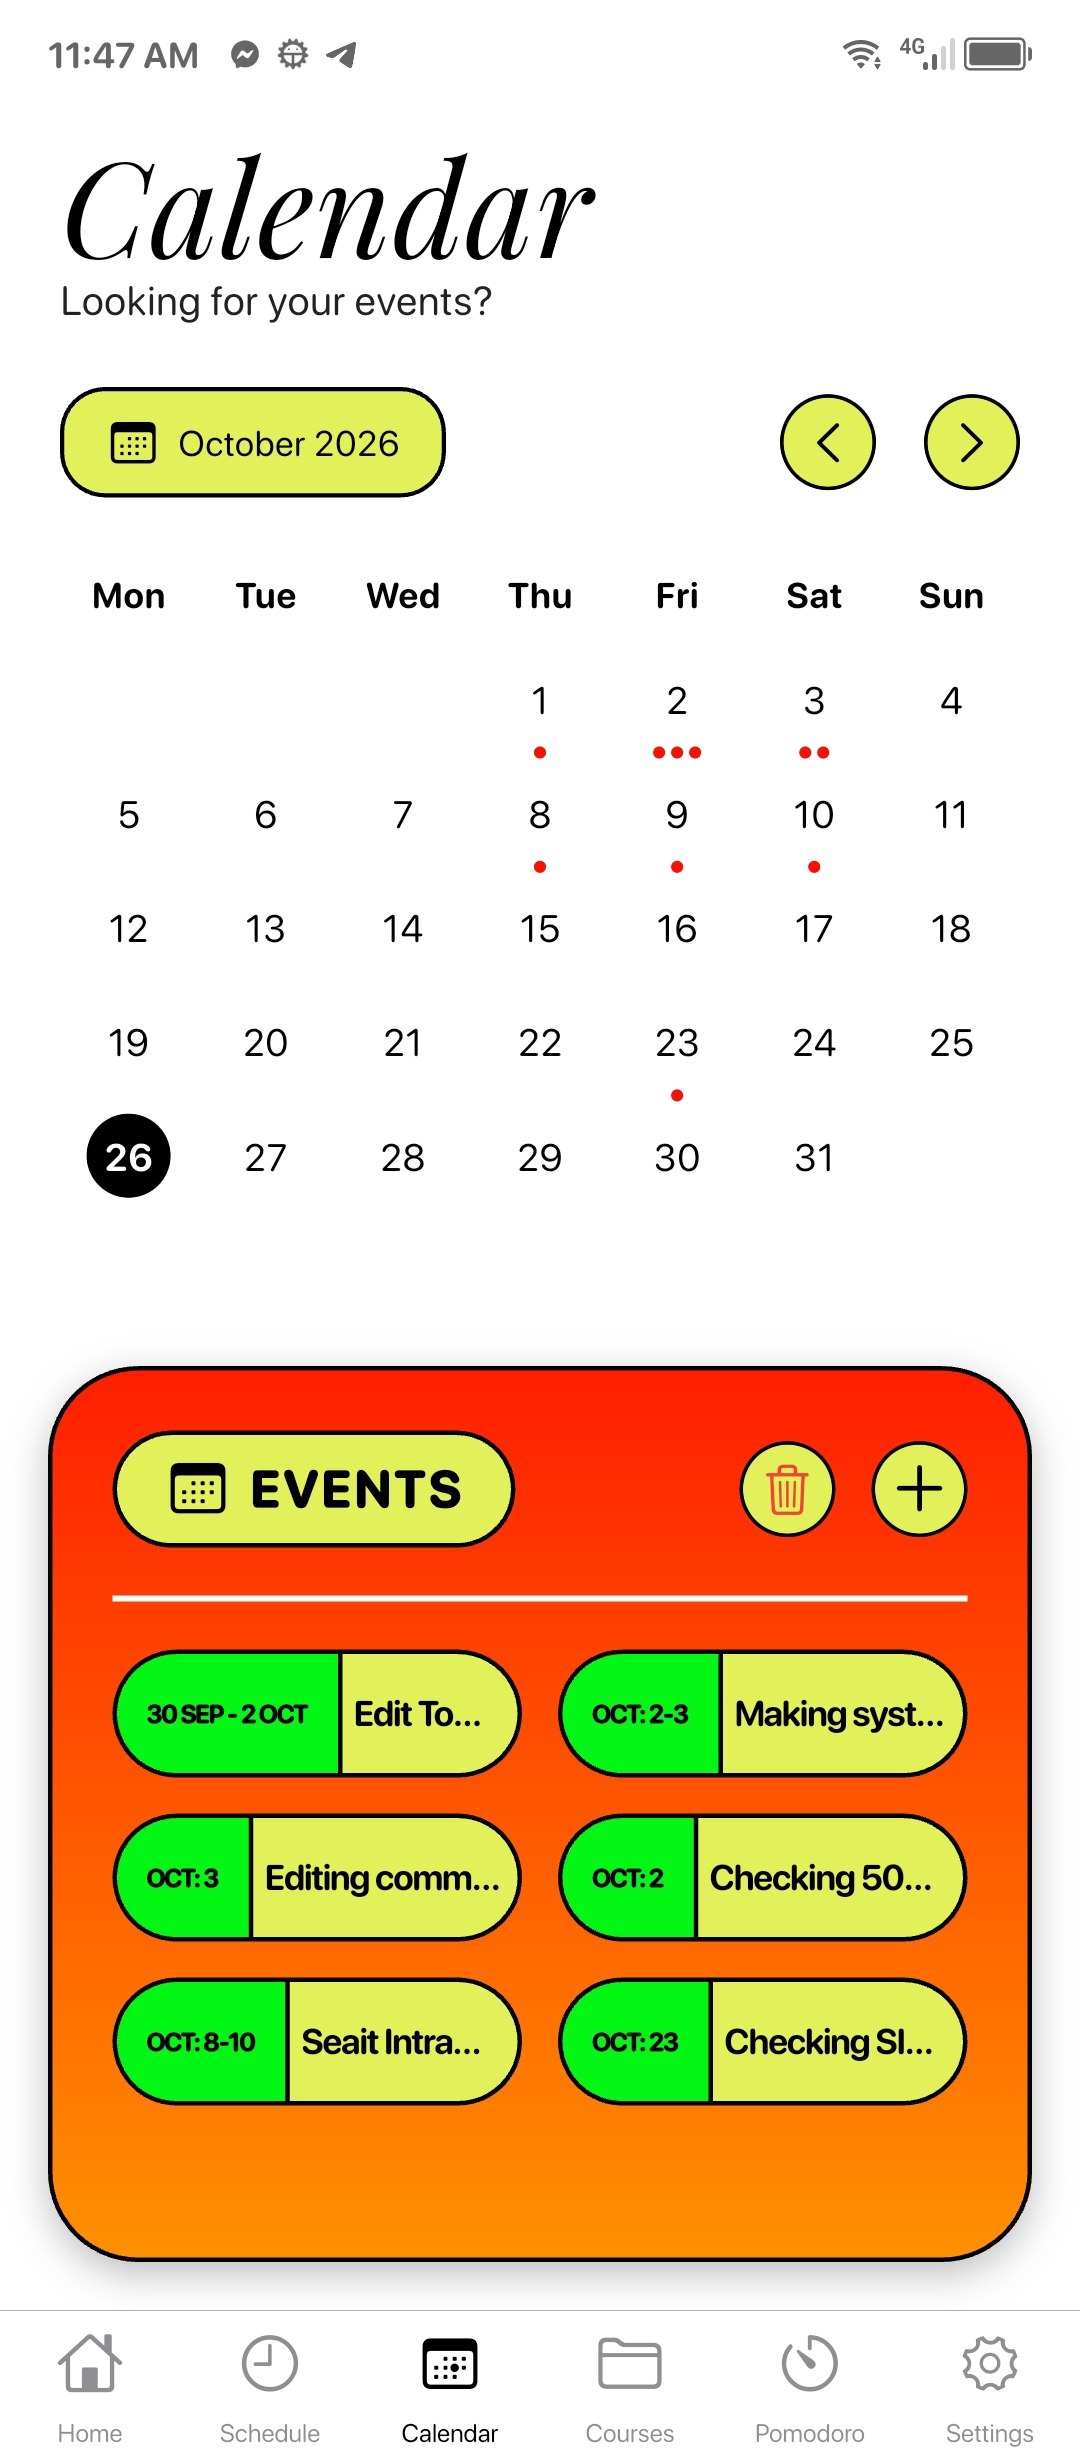 11:47 AM 4G
Calendar
Looking for your events?
October 2026
Mon Tue Wed Thu Fri Sat Sun
1 2 3 4
5 6 7 8 9 10 11
12 13 14 15 16 17 18
19 20 21 22 23 24 25
26 27 28 29 30 31
EVENTS
30 SEP - 2 OCT Edit To... OCT: 2-3 Making syst...
OCT: 3 Editing comm... OCT: 2 Checking 50...
OCT: 8-10 Seait Intra... OCT: 23 Checking SI...
Home Schedule Calendar Courses Pomodoro Settings